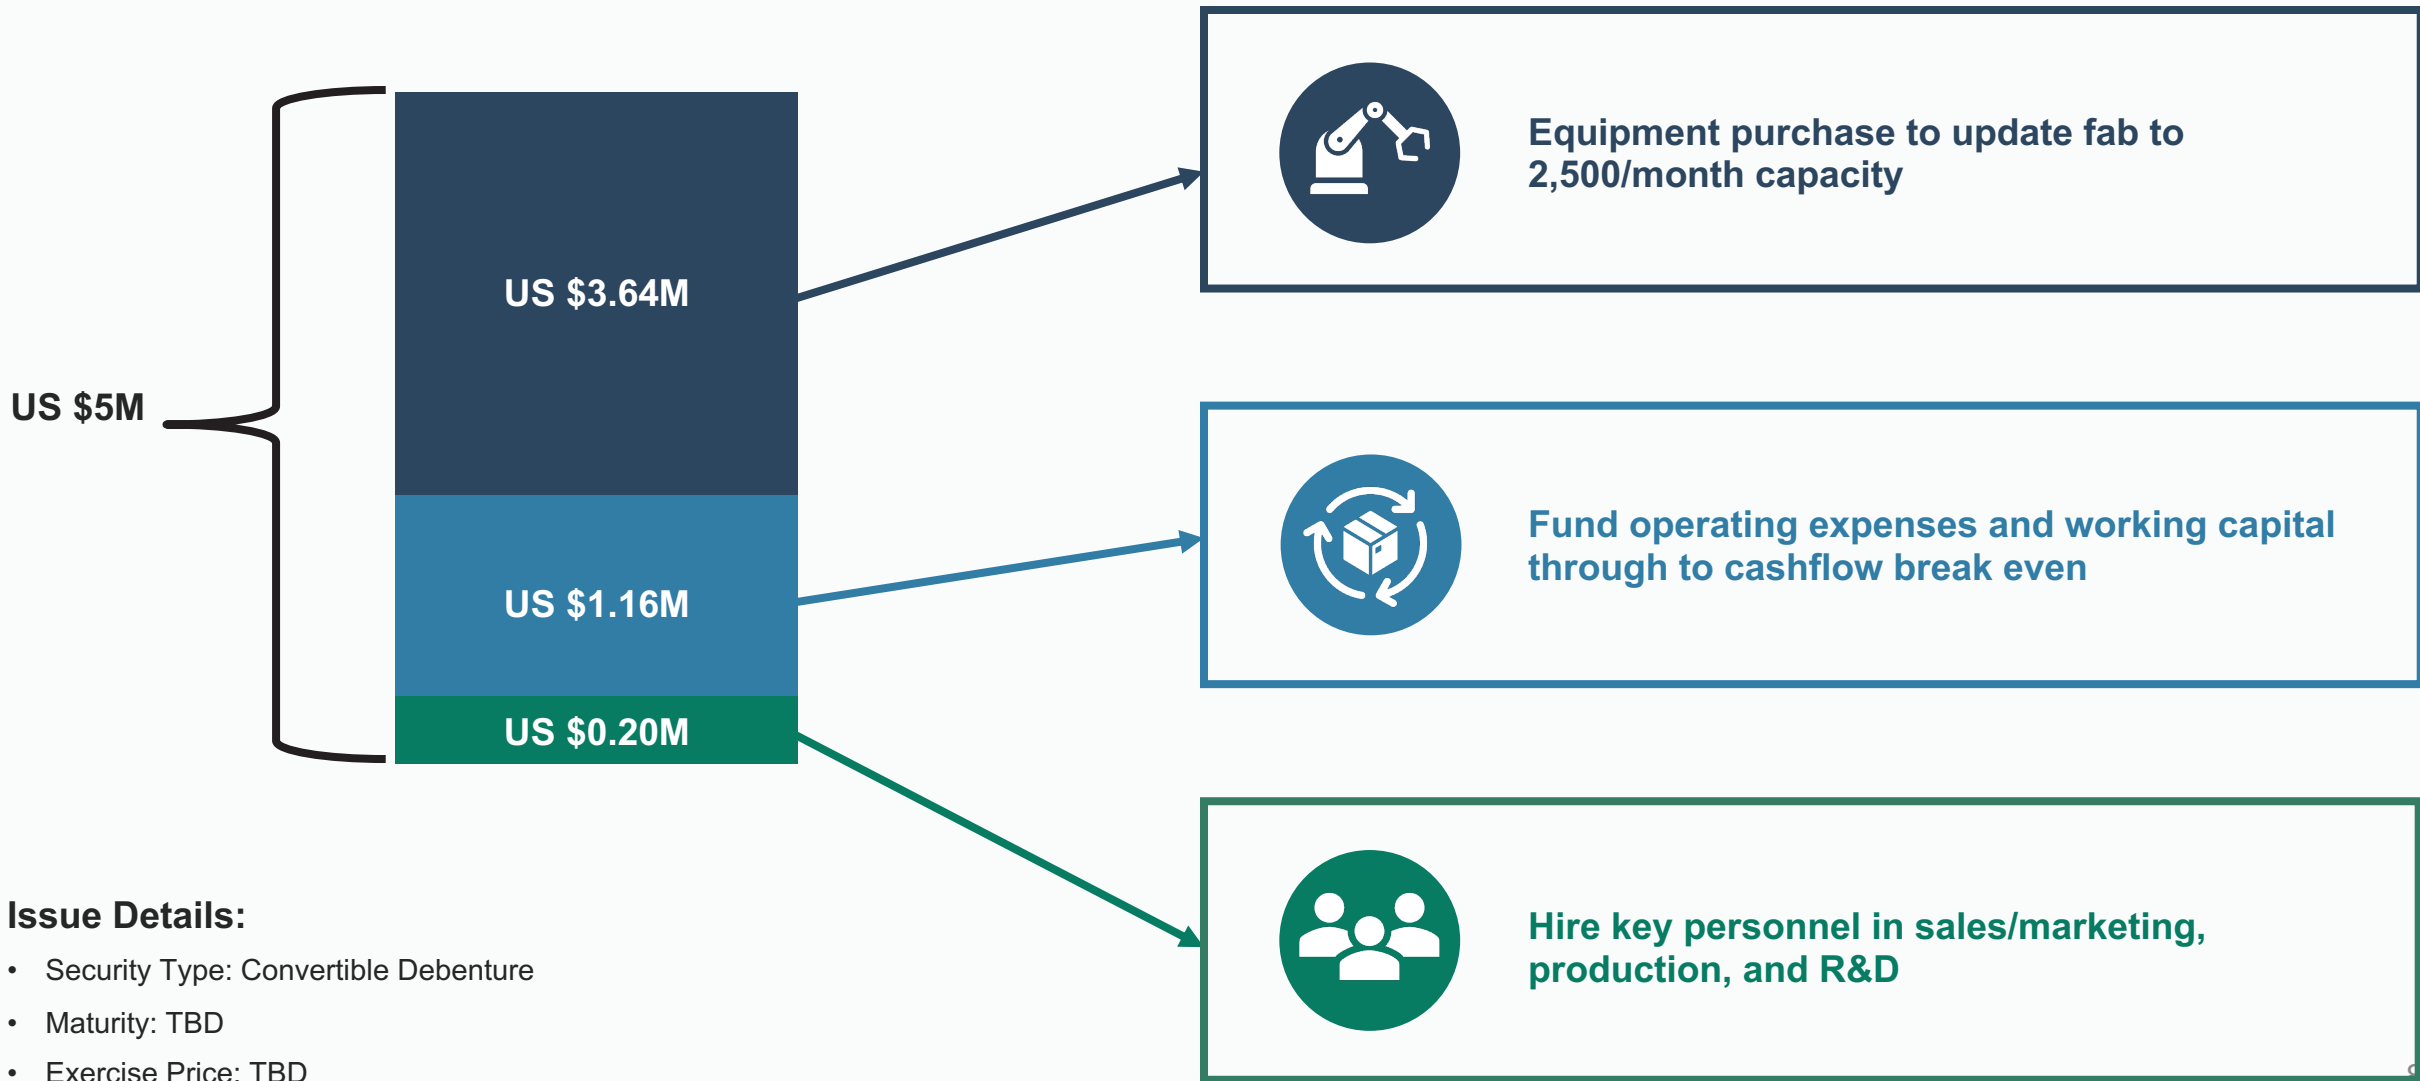 US $5M
US $3.64M
US $1.16M
US $0.20M
Equipment purchase to update fab to
2,500/month capacity
Fund operating expenses and working capital
through to cashflow break even
Hire key personnel in sales/marketing,
production, and R&D
Issue Details:
• Security Type: Convertible Debenture
• Maturity: TBD
• Exercise Price: TBD